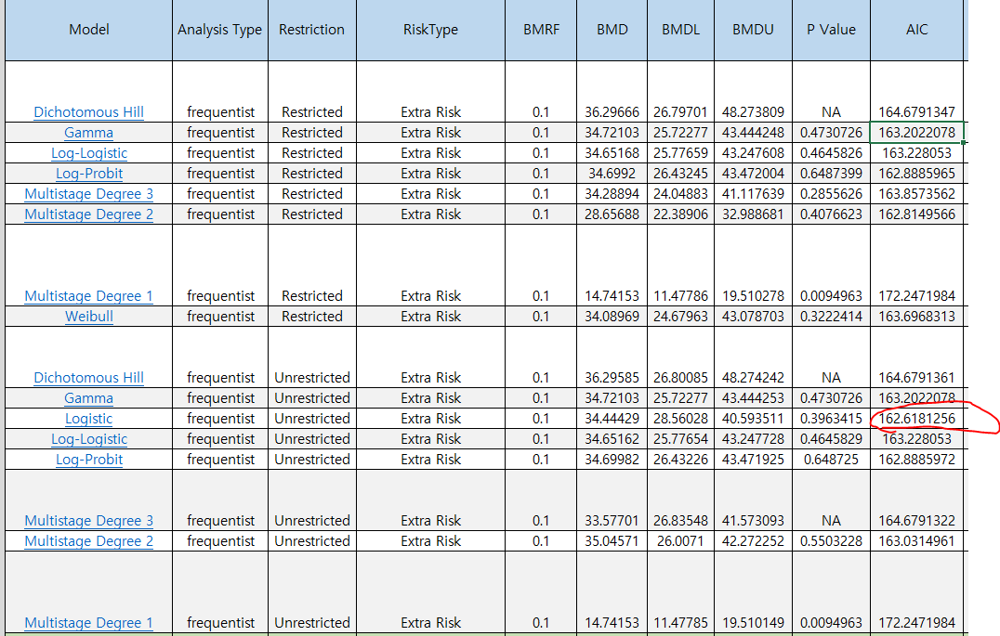 Model Analysis Type Restriction RiskType BMRF BMD BMDL BMDU P Value AIC
Dichotomous Hill frequentist Restricted Extra Risk 0.1 36.29666 26.79701 48.273809 NA 164.6791347
Gamma frequentist Restricted Extra Risk 0.1 34.72103 25.72277 43.444248 0.4730726 163.2022078
Log-Logistic frequentist Restricted Extra Risk 0.1 34.65168 25.77659 43.247608 0.4645826 163.228053
Log-Probit frequentist Restricted Extra Risk 0.1 34.6992 26.43245 43.472004 0.6487399 162.8885965
Multistage Degree 3 frequentist Restricted Extra Risk 0.1 34.28894 24.04883 41.117639 0.2855626 163.8573562
Multistage Degree 2 frequentist Restricted Extra Risk 0.1 28.65688 22.38906 32.988681 0.4076623 162.8149566
Multistage Degree 1 frequentist Restricted Extra Risk 0.1 14.74153 11.47786 19.510278 0.0094963 172.2471984
Weibull frequentist Restricted Extra Risk 0.1 34.08969 24.67963 43.078703 0.3222414 163.6968313
Dichotomous Hill frequentist Unrestricted Extra Risk 0.1 36.29585 26.80085 48.274242 NA 164.6791361
Gamma frequentist Unrestricted Extra Risk 0.1 34.72103 25.72277 43.444253 0.4730726 163.2022078
Logistic frequentist Unrestricted Extra Risk 0.1 34.44429 28.56028 40.593511 0.3963415 162.6181256
Log-Logistic frequentist Unrestricted Extra Risk 0.1 34.65162 25.77654 43.247728 0.4645829 163.228053
Log-Probit frequentist Unrestricted Extra Risk 0.1 34.69982 26.43226 43.471925 0.648725 162.8885972
Multistage Degree 3 frequentist Unrestricted Extra Risk 0.1 33.57701 26.83548 41.573093 NA 164.6791322
Multistage Degree 2 frequentist Unrestricted Extra Risk 0.1 35.04571 26.0071 42.272252 0.5503228 163.0314961
Multistage Degree 1 frequentist Unrestricted Extra Risk 0.1 14.74153 11.47785 19.510149 0.0094963 172.2471984